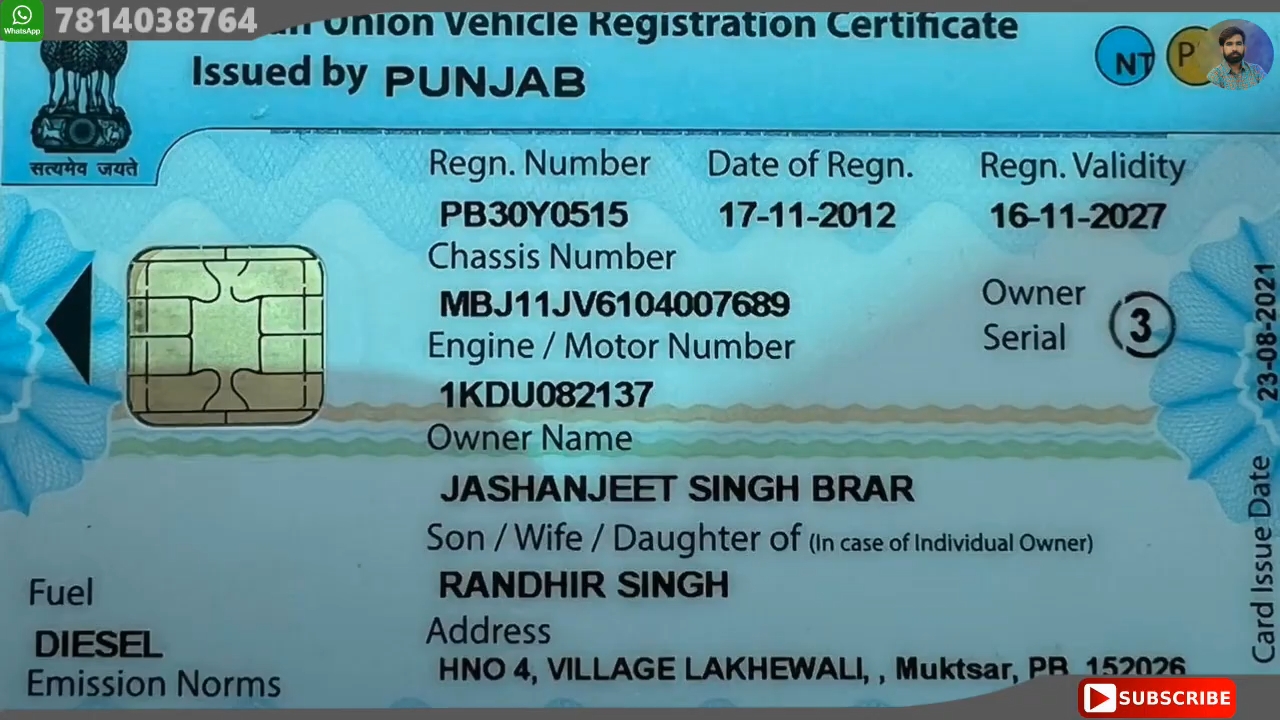 WhatsApp
7814038764
Union Vehicle Registration Certificate
Issued by PUNJAB
NT
P
सत्यमेव जयते
Regn. Number Date of Regn. Regn. Validity
PB30Y0515 17-11-2012 16-11-2027
Chassis Number
MBJ11JV6104007689
Owner Serial 3
Engine / Motor Number
1KDU082137
Owner Name
JASHANJEET SINGH BRAR
Son / Wife / Daughter of (In case of Individual Owner)
RANDHIR SINGH
Address
HNO 4, VILLAGE LAKHEWALI, , Muktsar, PB, 152026
Fuel
DIESEL
Emission Norms
Card Issue Date 23-08-2021
SUBSCRIBE